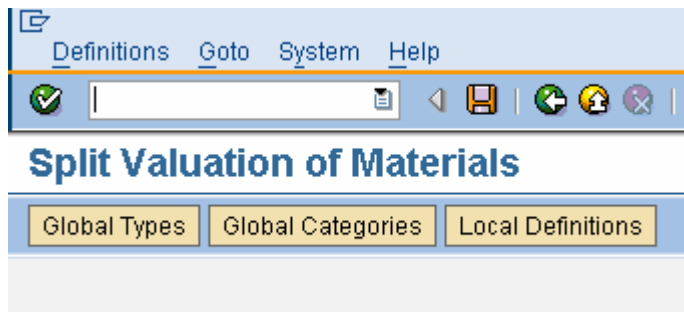 Definitions Goto System Help
Split Valuation of Materials
Global Types Global Categories Local Definitions